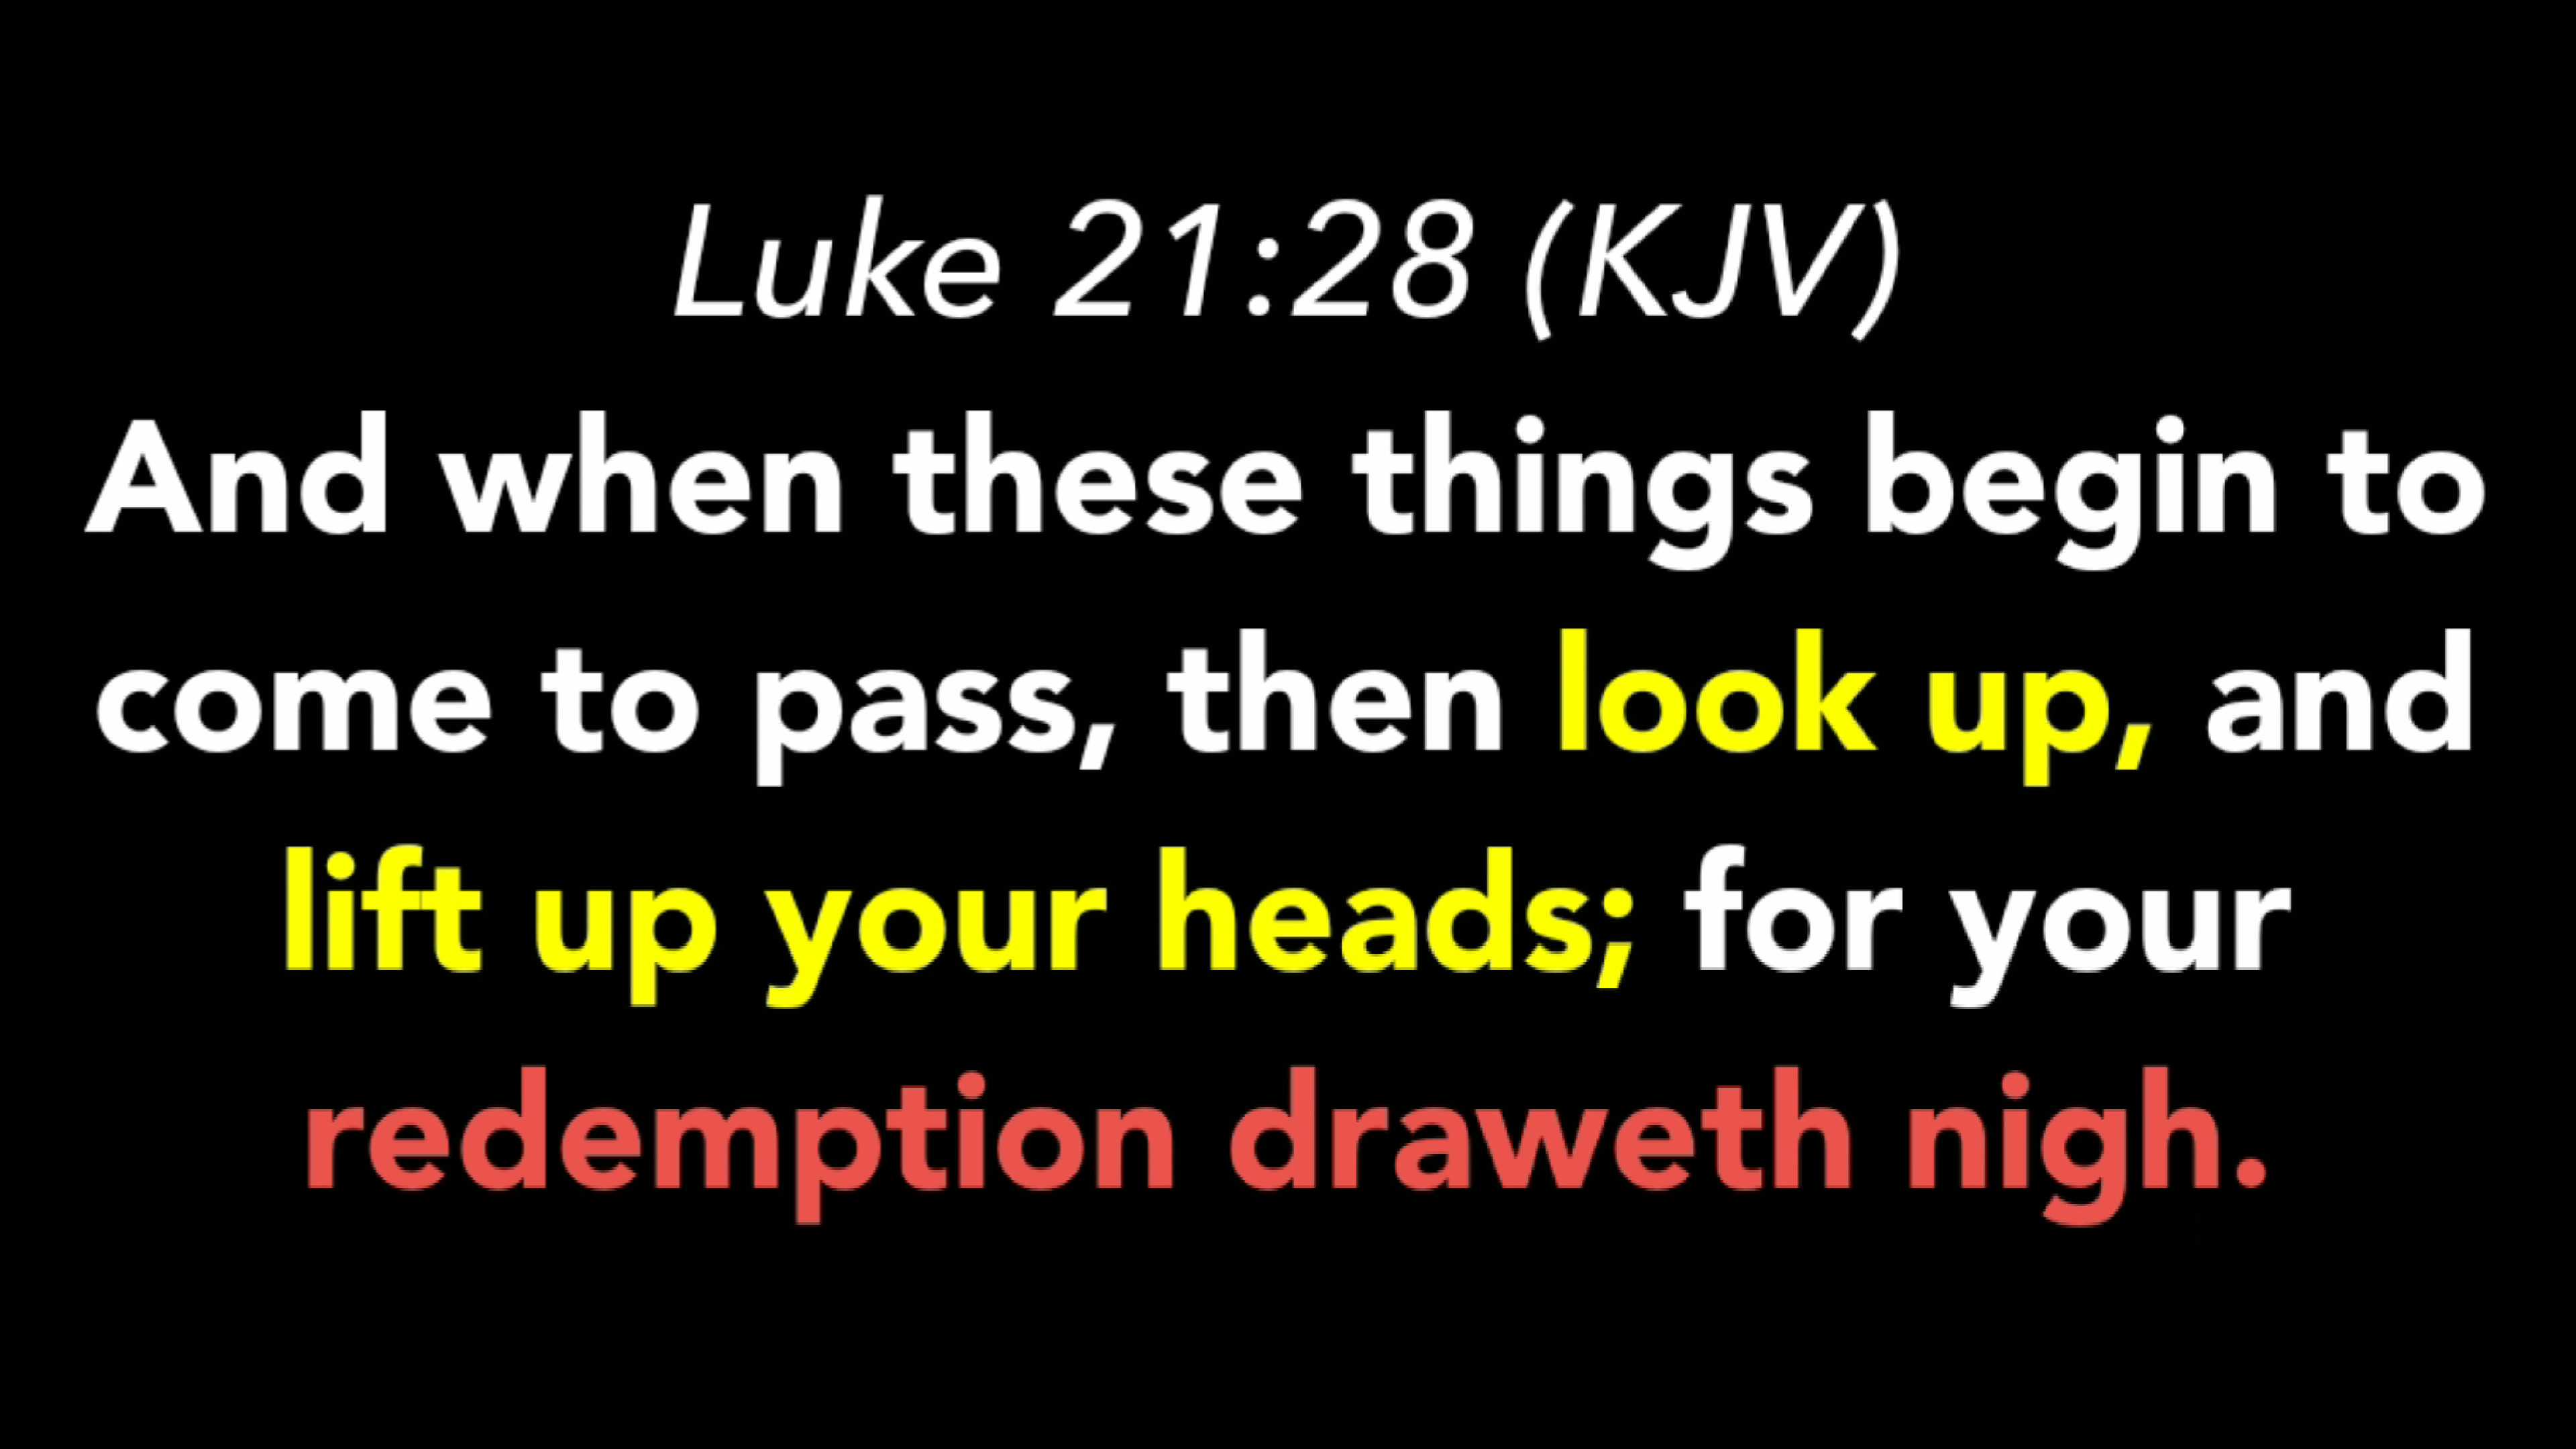 Luke 21:28 (KJV)
And when these things begin to
come to pass, then look up, and
lift up your heads; for your
redemption draweth nigh.